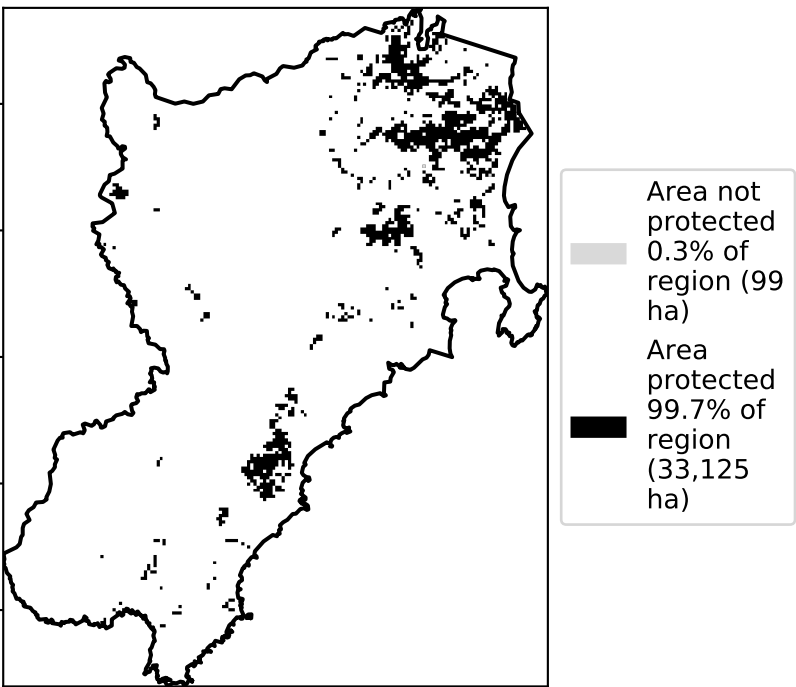 Area not
protected
0.3% of
region (99
ha)
Area
protected
99.7% of
region
(33,125
ha)